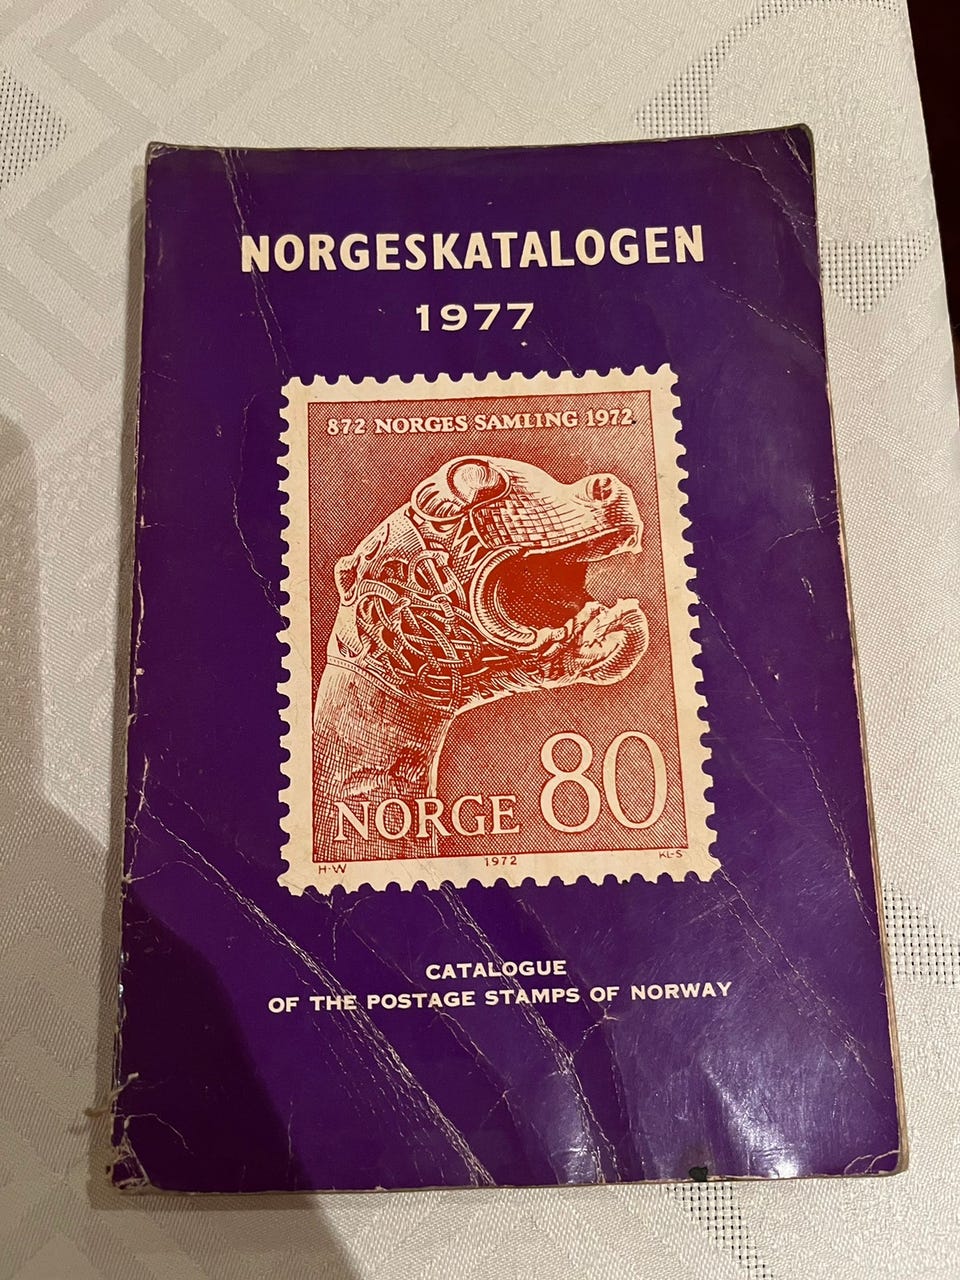 NORGESKATALOGEN
1977
872 NORGES SAMLING 1972
NORGE 80
H-W 1972 KL-S
CATALOGUE
OF THE POSTAGE STAMPS OF NORWAY